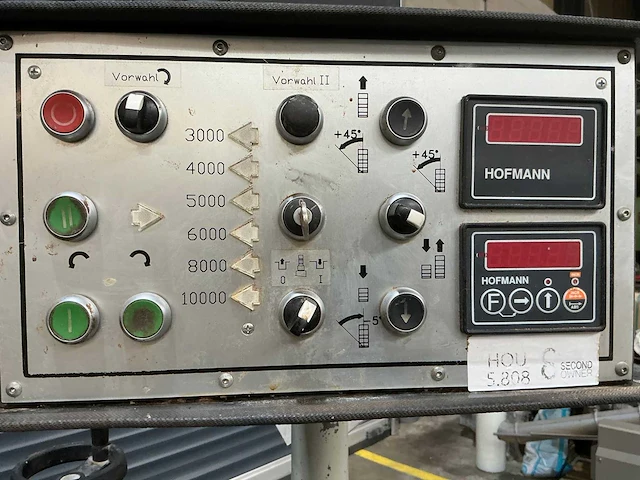 Vorwahl
Vorwahl II
3000
4000
5000
6000
8000
10000
+45°
+45°
-5°
0 I
II
I
HOFMANN
HOFMANN
F
HOU
5.808
SECOND
OWNER